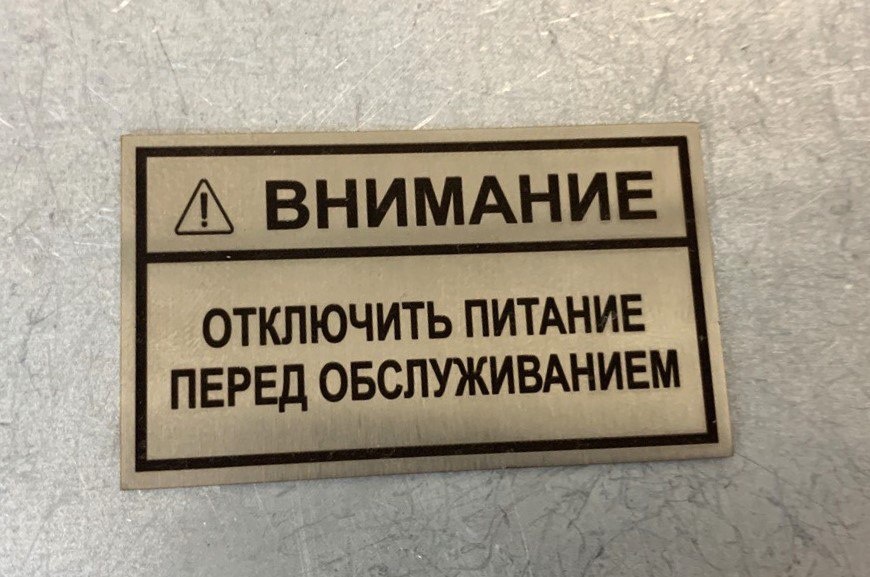 ВНИМАНИЕ
ОТКЛЮЧИТЬ ПИТАНИЕ
ПЕРЕД ОБСЛУЖИВАНИЕМ